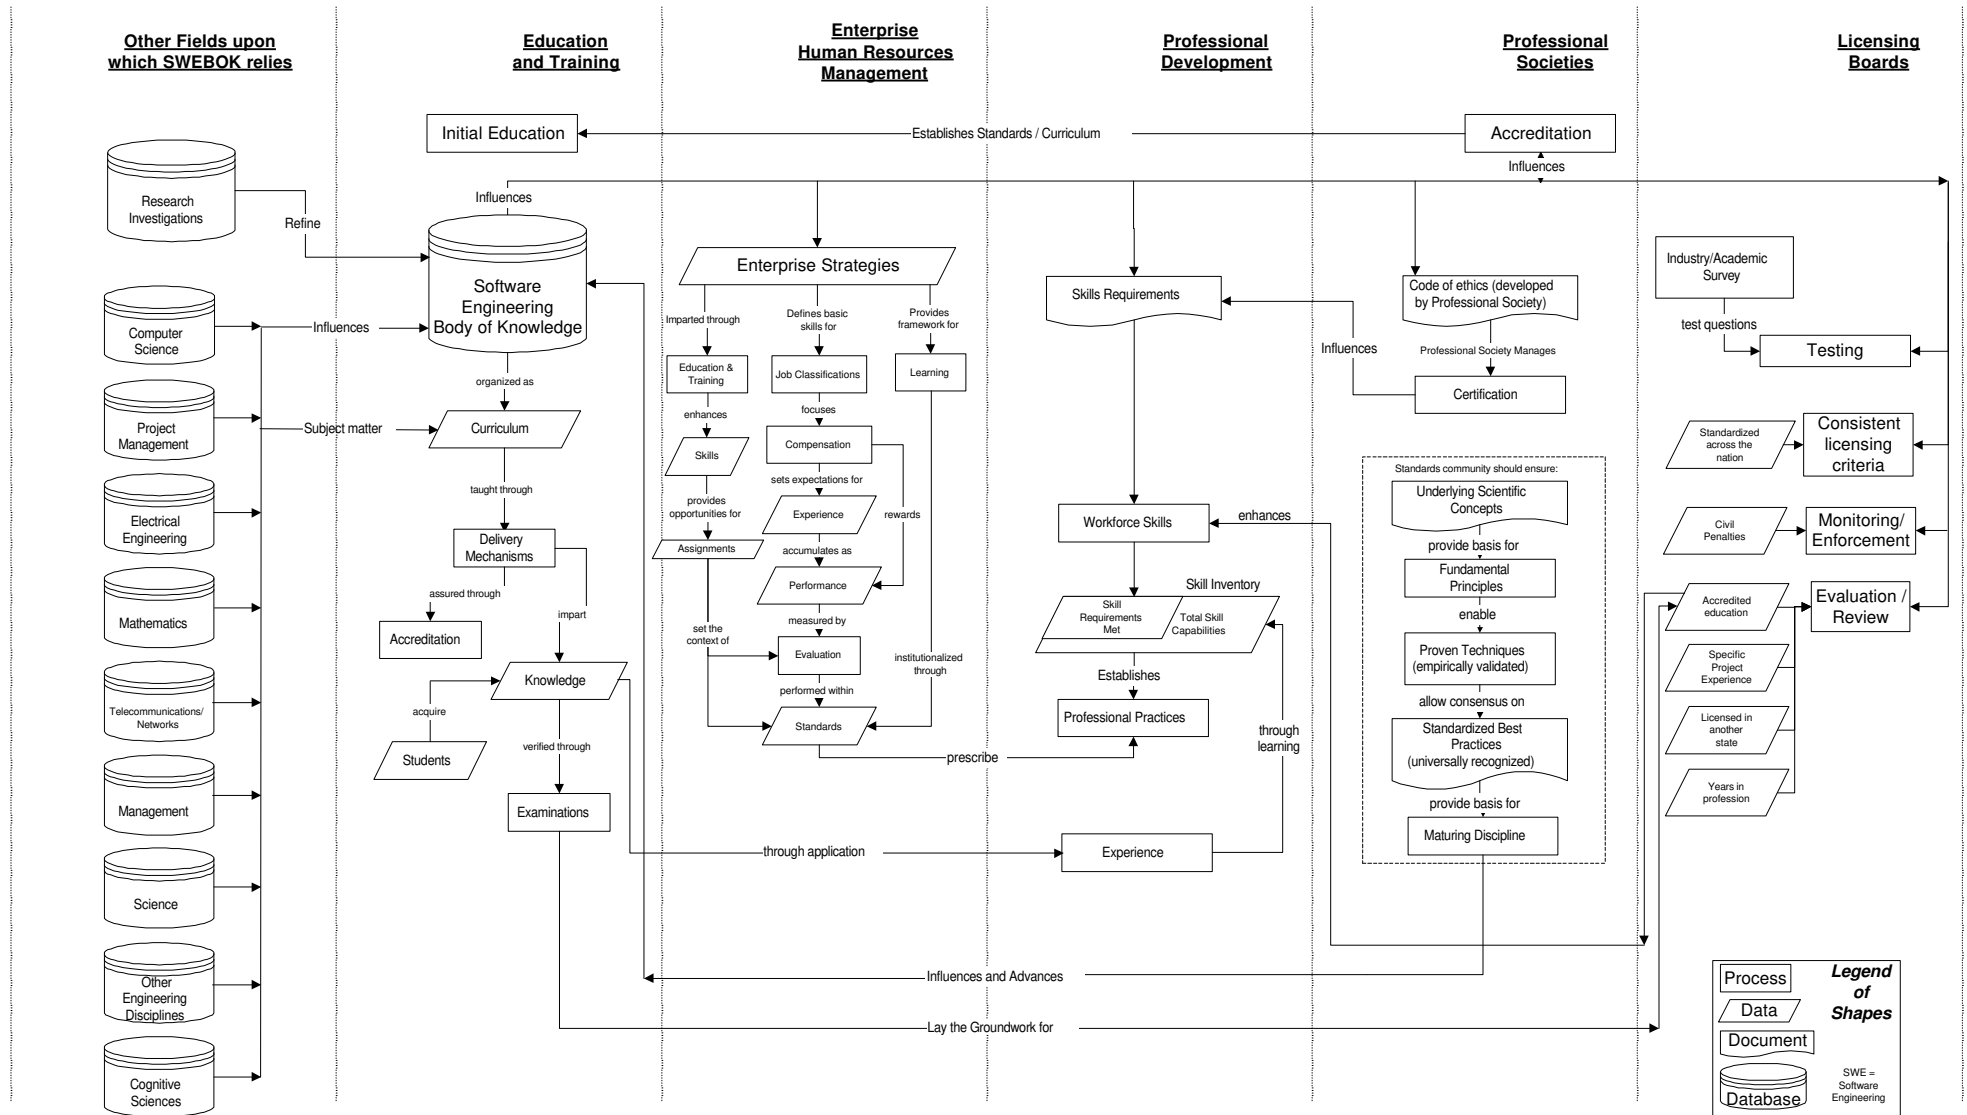 Other Fields upon
which SWEBOK relies
Education
and Training
Enterprise
Human Resources
Management
Professional
Development
Professional
Societies
Licensing
Boards
Research
Investigations
Refine
Computer
Science
Influences
Project
Management
Subject matter
Electrical
Engineering
Mathematics
Telecommunications/
Networks
Management
Science
Other
Engineering
Disciplines
Cognitive
Sciences
Initial Education
Establishes Standards / Curriculum
Influences
Software
Engineering
Body of Knowledge
organized as
Curriculum
taught through
Delivery
Mechanisms
assured through
Accreditation
impart
Knowledge
acquire
Students
verified through
Examinations
Enterprise Strategies
Imparted through
Defines basic
skills for
Provides
framework for
Education &
Training
Job Classifications
Learning
enhances
focuses
Skills
Compensation
provides
opportunities for
sets expectations for
Experience
rewards
Assignments
accumulates as
Performance
set the
context of
measured by
Evaluation
institutionalized
through
performed within
Standards
prescribe
through application
Skills Requirements
Workforce Skills
enhances
Skill Inventory
Skill
Requirements
Met
Total Skill
Capabilities
Establishes
Professional Practices
through
learning
Experience
Influences and Advances
Lay the Groundwork for
Accreditation
Influences
Code of ethics (developed
by Professional Society)
Influences
Professional Society Manages
Certification
Standards community should ensure:
Underlying Scientific
Concepts
provide basis for
Fundamental
Principles
enable
Proven Techniques
(empirically validated)
allow consensus on
Standardized Best
Practices
(universally recognized)
provide basis for
Maturing Discipline
Industry/Academic
Survey
test questions
Testing
Standardized
across the
nation
Consistent
licensing
criteria
Civil
Penalties
Monitoring/
Enforcement
Accredited
education
Evaluation /
Review
Specific
Project
Experience
Licensed in
another
state
Years in
profession
Process
Data
Document
Database
Legend
of
Shapes
SWE =
Software
Engineering